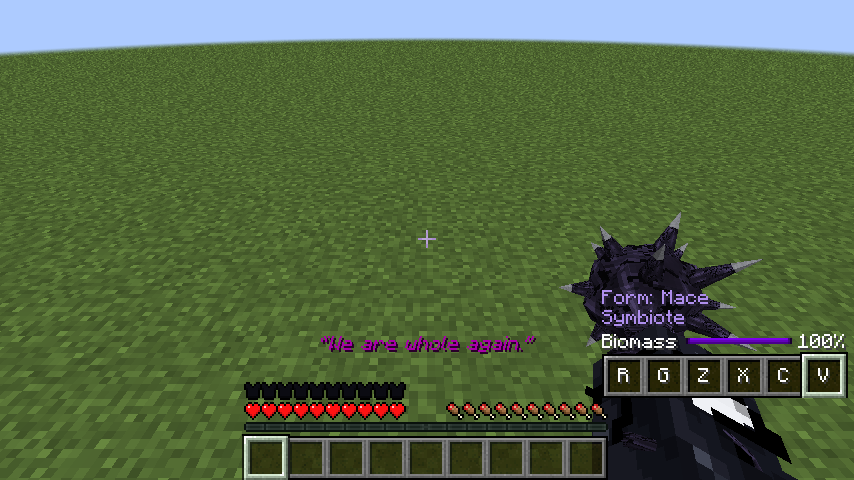 Form: Mace
Symbiote
"We are whole again."
Biomass 100%
R G Z X C V